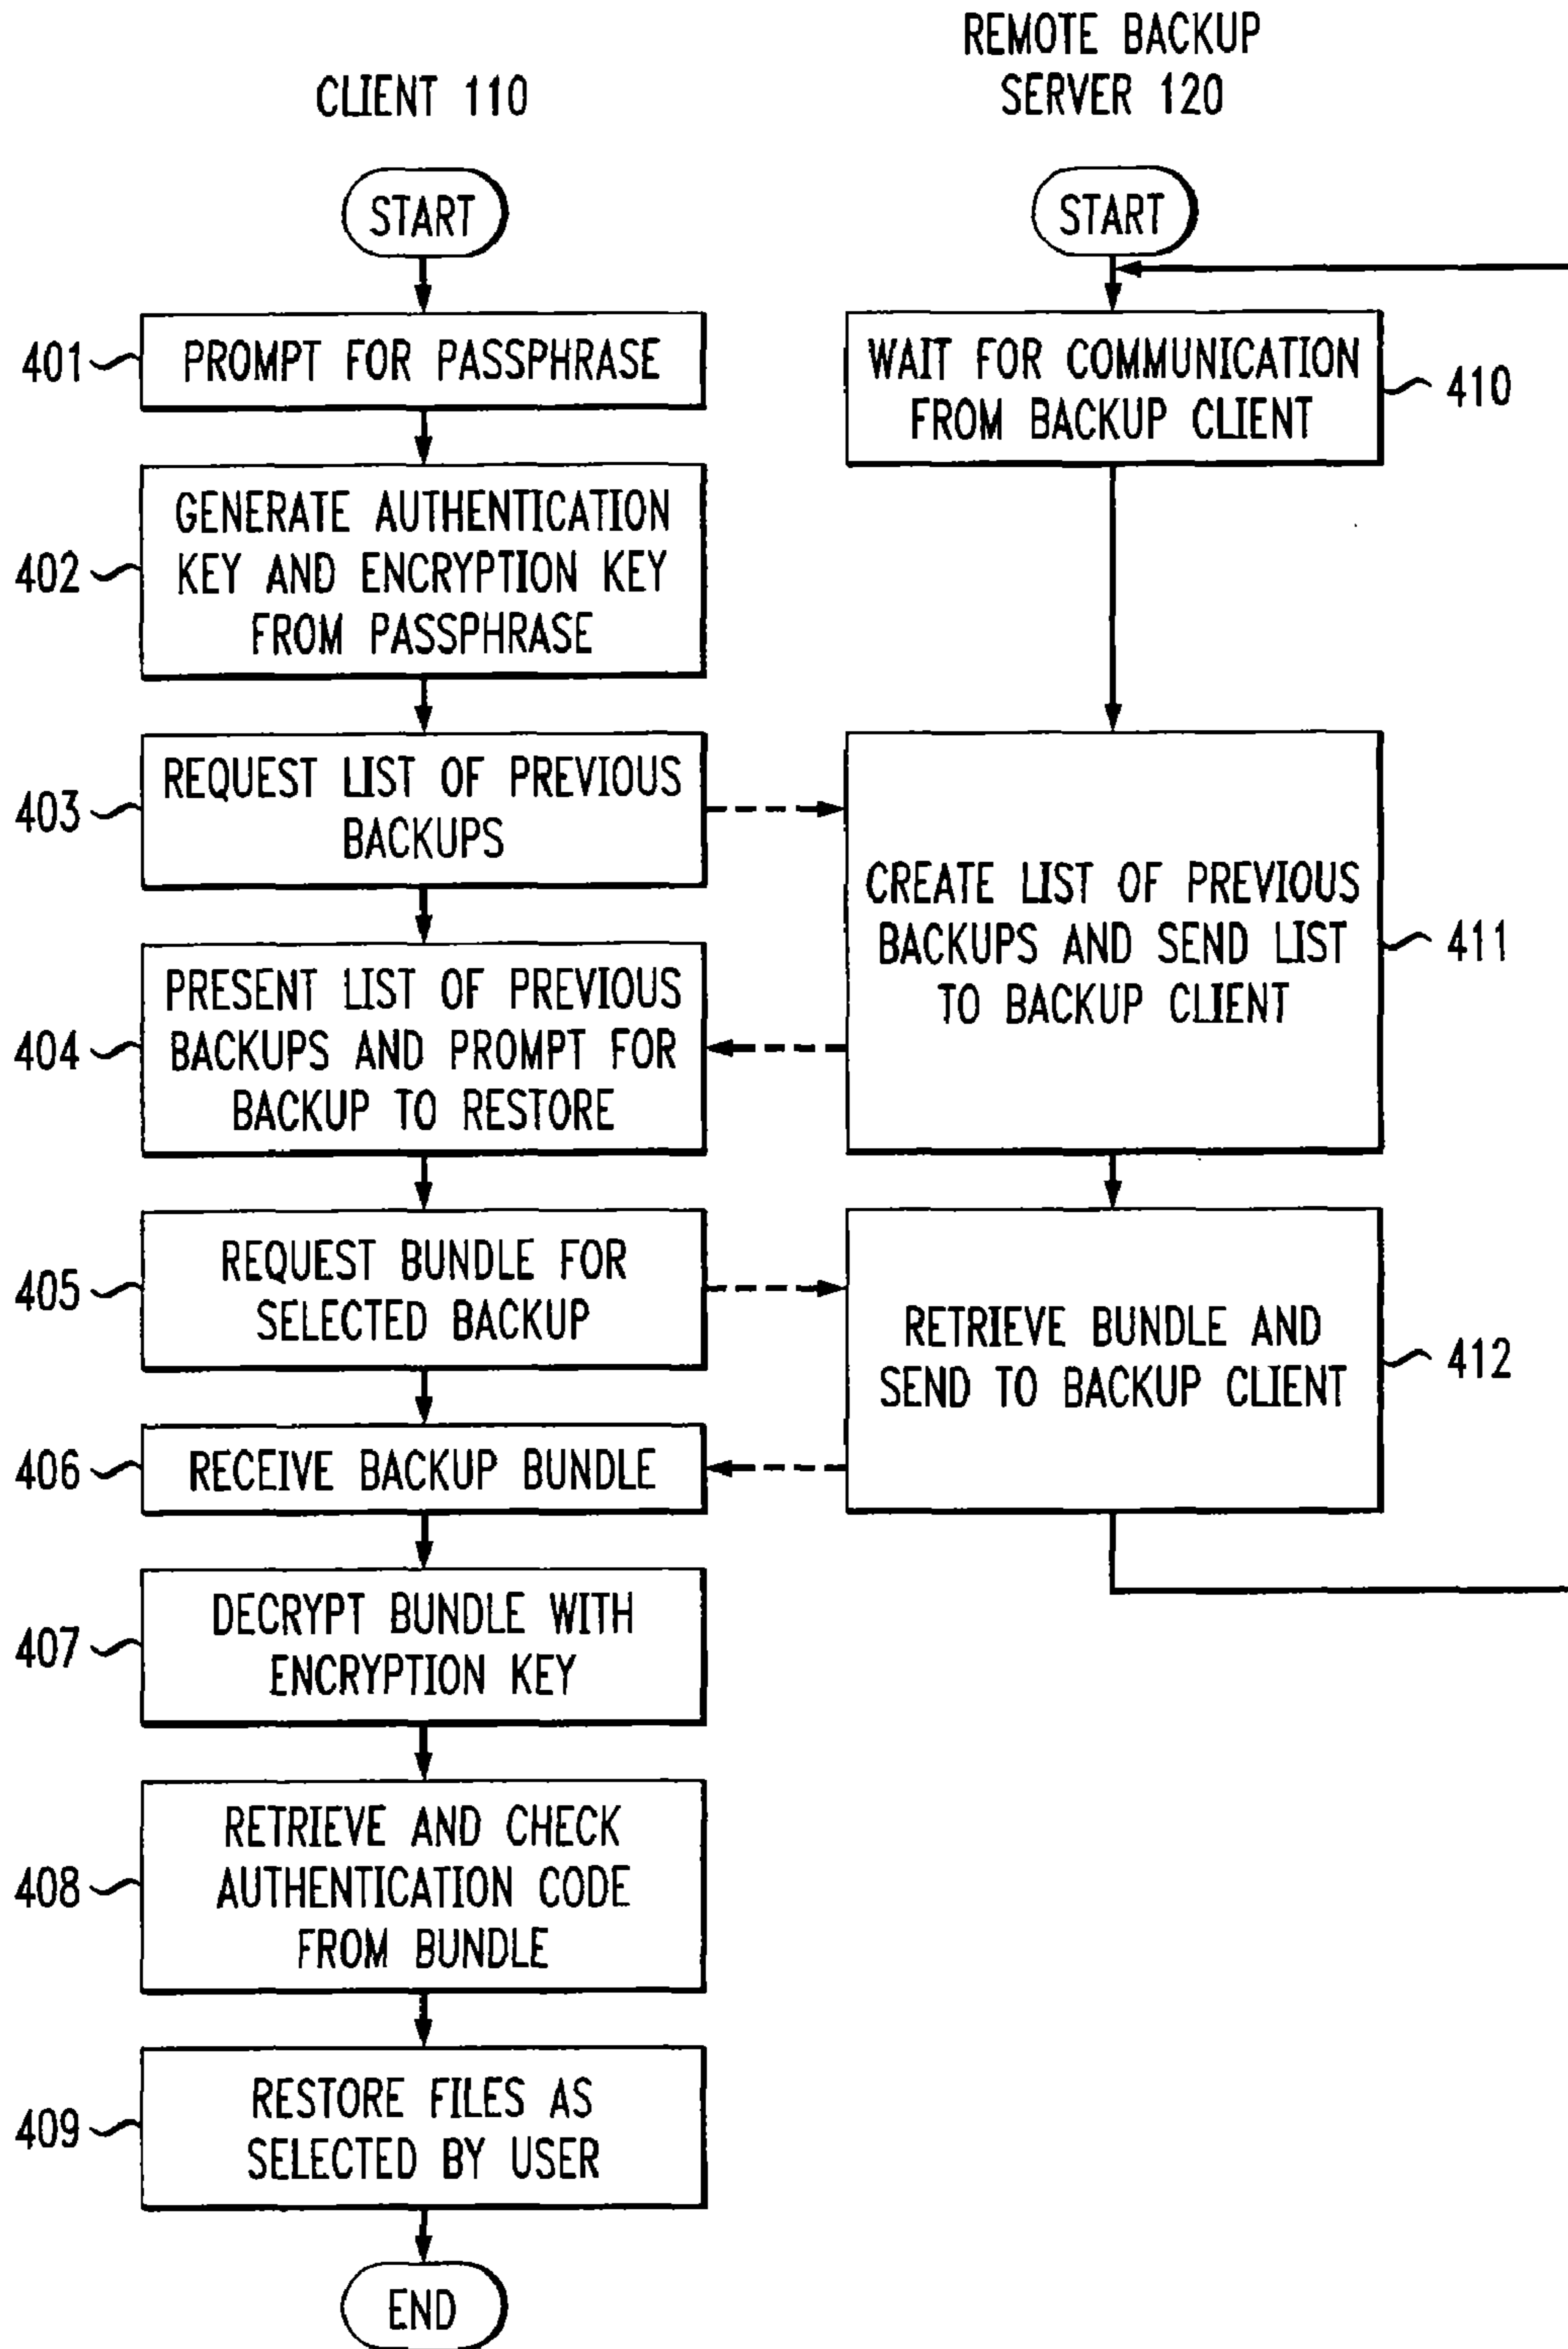 CLIENT 110
START
401
PROMPT FOR PASSPHRASE
402
GENERATE AUTHENTICATION
KEY AND ENCRYPTION KEY
FROM PASSPHRASE
403
REQUEST LIST OF PREVIOUS
BACKUPS
404
PRESENT LIST OF PREVIOUS
BACKUPS AND PROMPT FOR
BACKUP TO RESTORE
405
REQUEST BUNDLE FOR
SELECTED BACKUP
406
RECEIVE BACKUP BUNDLE
407
DECRYPT BUNDLE WITH
ENCRYPTION KEY
408
RETRIEVE AND CHECK
AUTHENTICATION CODE
FROM BUNDLE
409
RESTORE FILES AS
SELECTED BY USER
END
REMOTE BACKUP
SERVER 120
START
WAIT FOR COMMUNICATION
FROM BACKUP CLIENT
410
CREATE LIST OF PREVIOUS
BACKUPS AND SEND LIST
TO BACKUP CLIENT
411
RETRIEVE BUNDLE AND
SEND TO BACKUP CLIENT
412